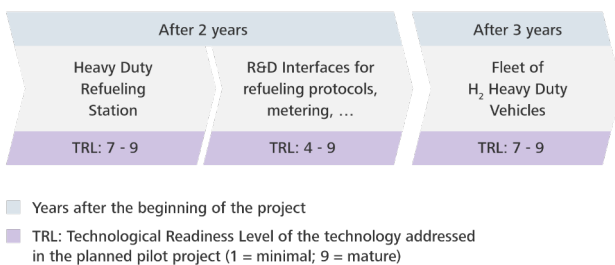 After 2 years
After 3 years
Heavy Duty
Refueling
Station
R&D Interfaces for
refueling protocols,
metering, …
Fleet of
H₂ Heavy Duty
Vehicles
TRL: 7 - 9
TRL: 4 - 9
TRL: 7 - 9
Years after the beginning of the project
TRL: Technological Readiness Level of the technology addressed
in the planned pilot project (1 = minimal; 9 = mature)